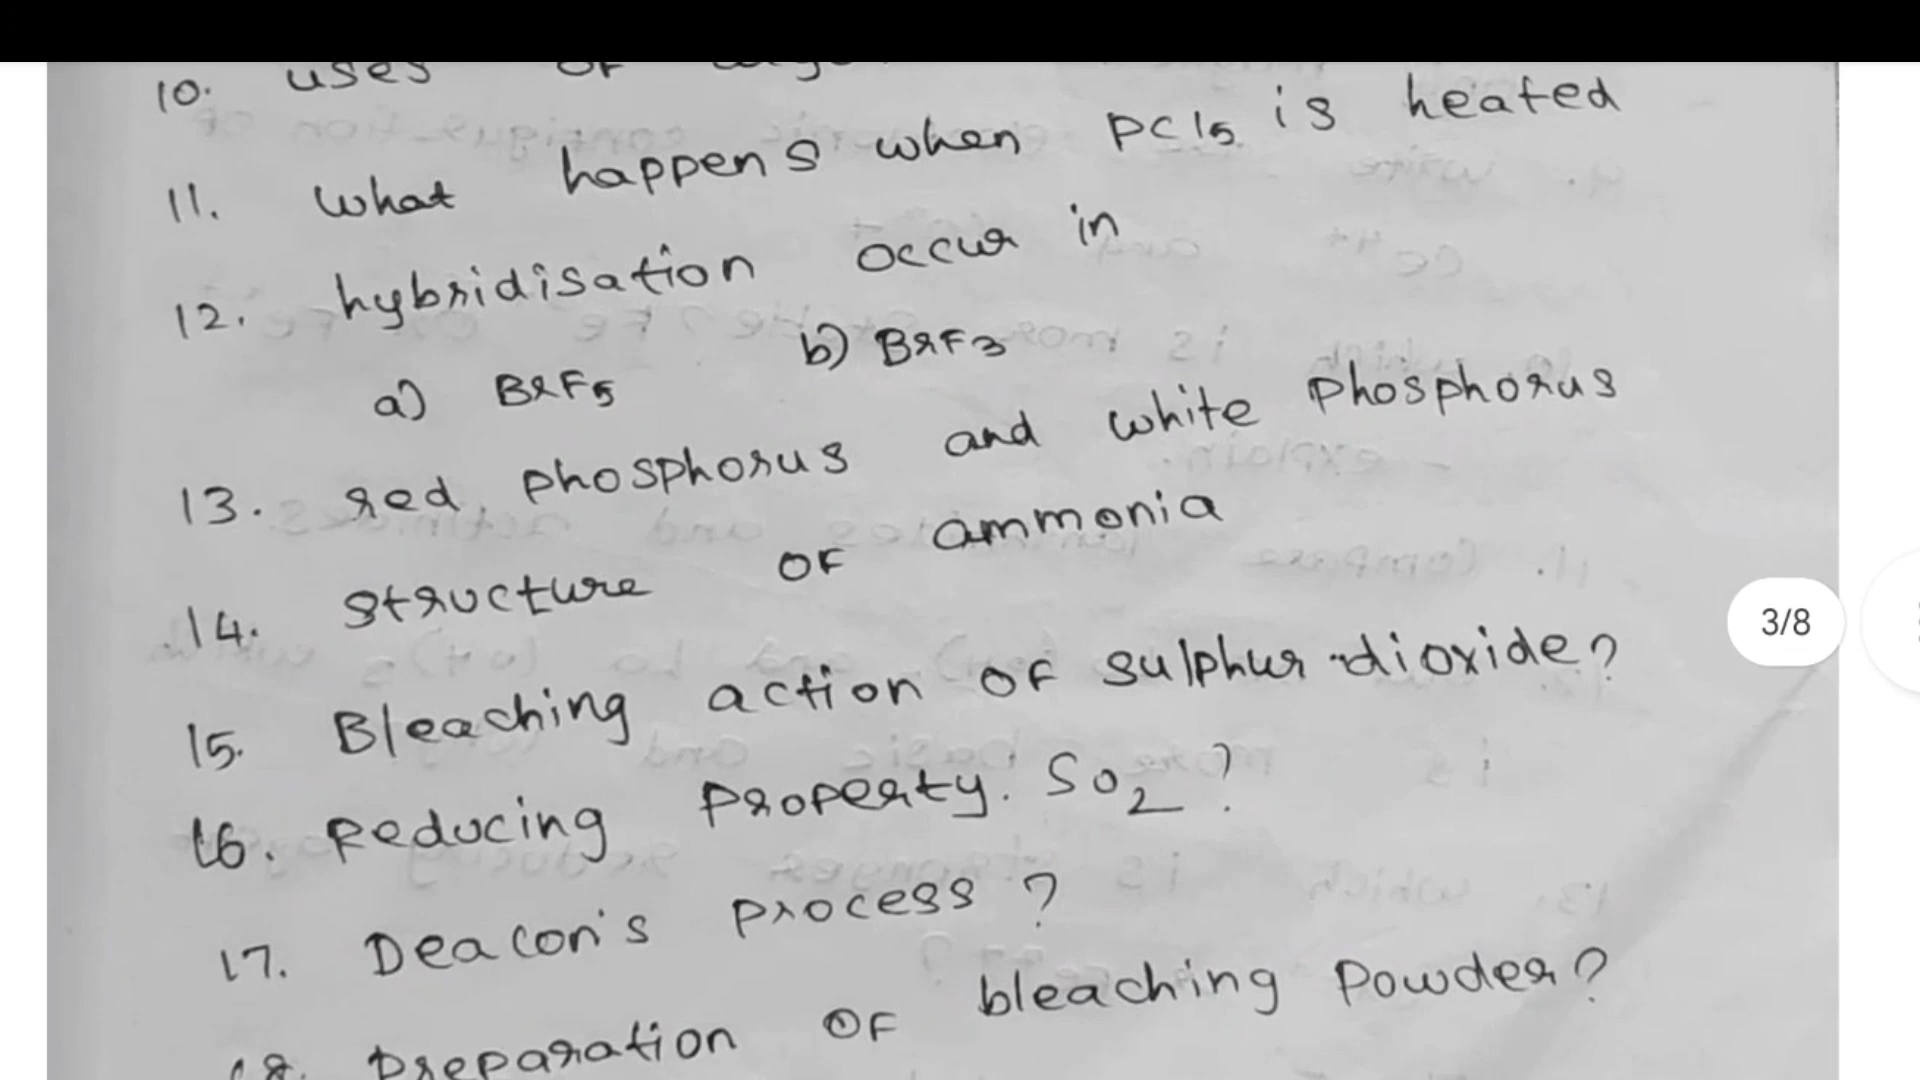 10. uses of
11. what happens when PCl5 is heated
12. hybridisation occur in
a) BrF5 b) BrF3
13. red phosphorus and white phosphorus
14. structure of ammonia
15. Bleaching action of sulphur dioxide?
16. Reducing property. SO2?
17. Deacon's process?
18. Preparation of bleaching Powder?
3/8